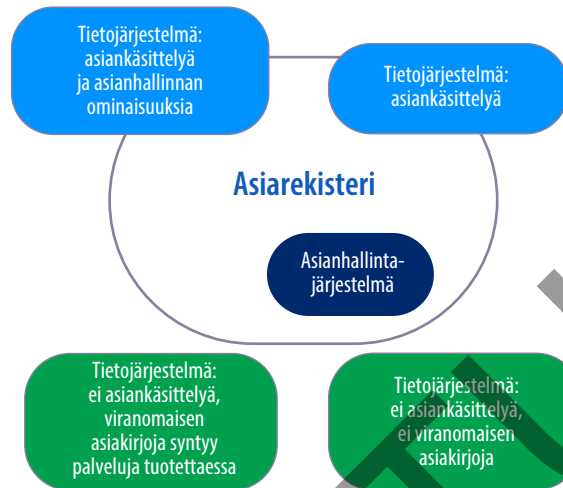 Tietojärjestelmä:
asiankäsittelyä
ja asianhallinnan
ominaisuuksia
Tietojärjestelmä:
asiankäsittelyä
Asiarekisteri
Asianhallinta-
järjestelmä
Tietojärjestelmä:
ei asiankäsittelyä,
viranomaisen
asiakirjoja syntyy
palveluja tuotettaessa
Tietojärjestelmä:
ei asiankäsittelyä,
ei viranomaisen
asiakirjoja